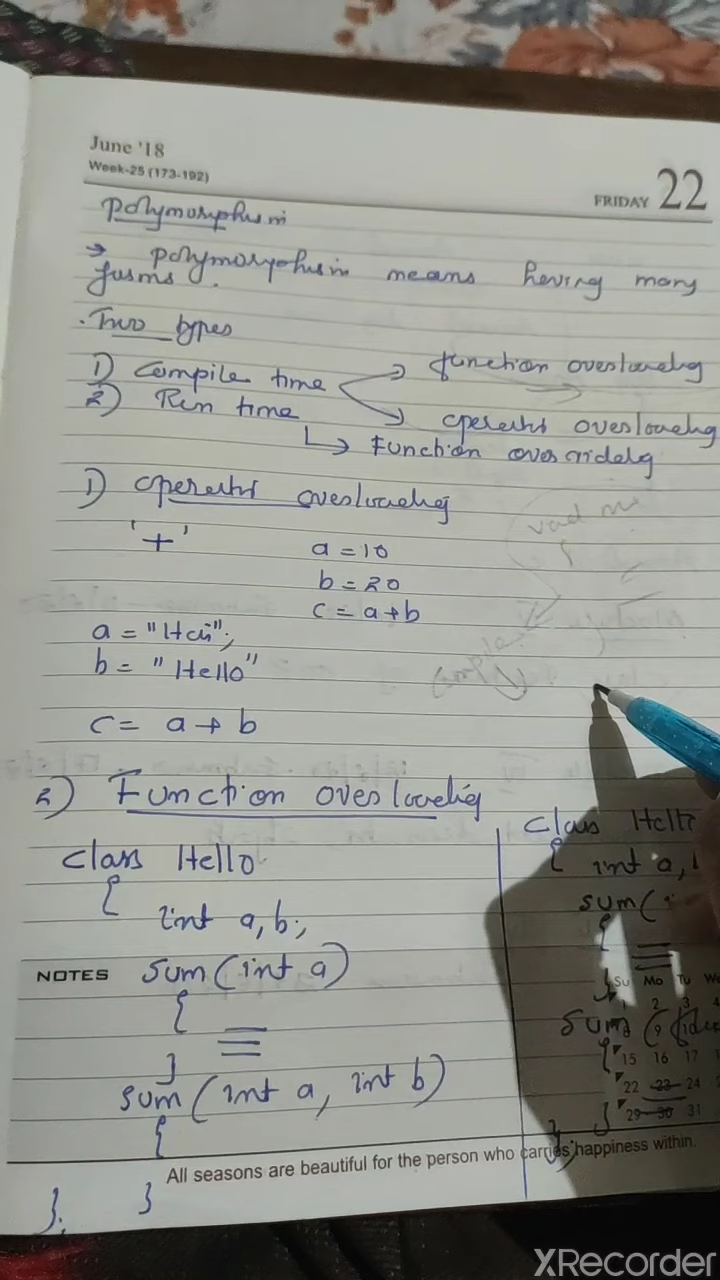 June '18
Week-25 (173-192)
FRIDAY 22
polymorphism
→ polymorphism means having many
forms.
. Two types
1) Compile time → function overloading
→ operator overloading
2) Run time
↳ Function overriding
1) operator overloading
'+'
a = 10
b = 20
c = a+b
a = "Hai";
b = "Hello"
c = a + b
2) Function overloading
class Hello
{
int a, b;
NOTES
sum (int a)
{
}
sum (int a, int b)
{
}
};
class Hell
{ int a,
sum (
{
}
sum (
{
}
};
Su Mo Tu We
1 2 3 4
9
15 16 17
22 23 24
29 30 31
All seasons are beautiful for the person who carries happiness within.
XRecorder